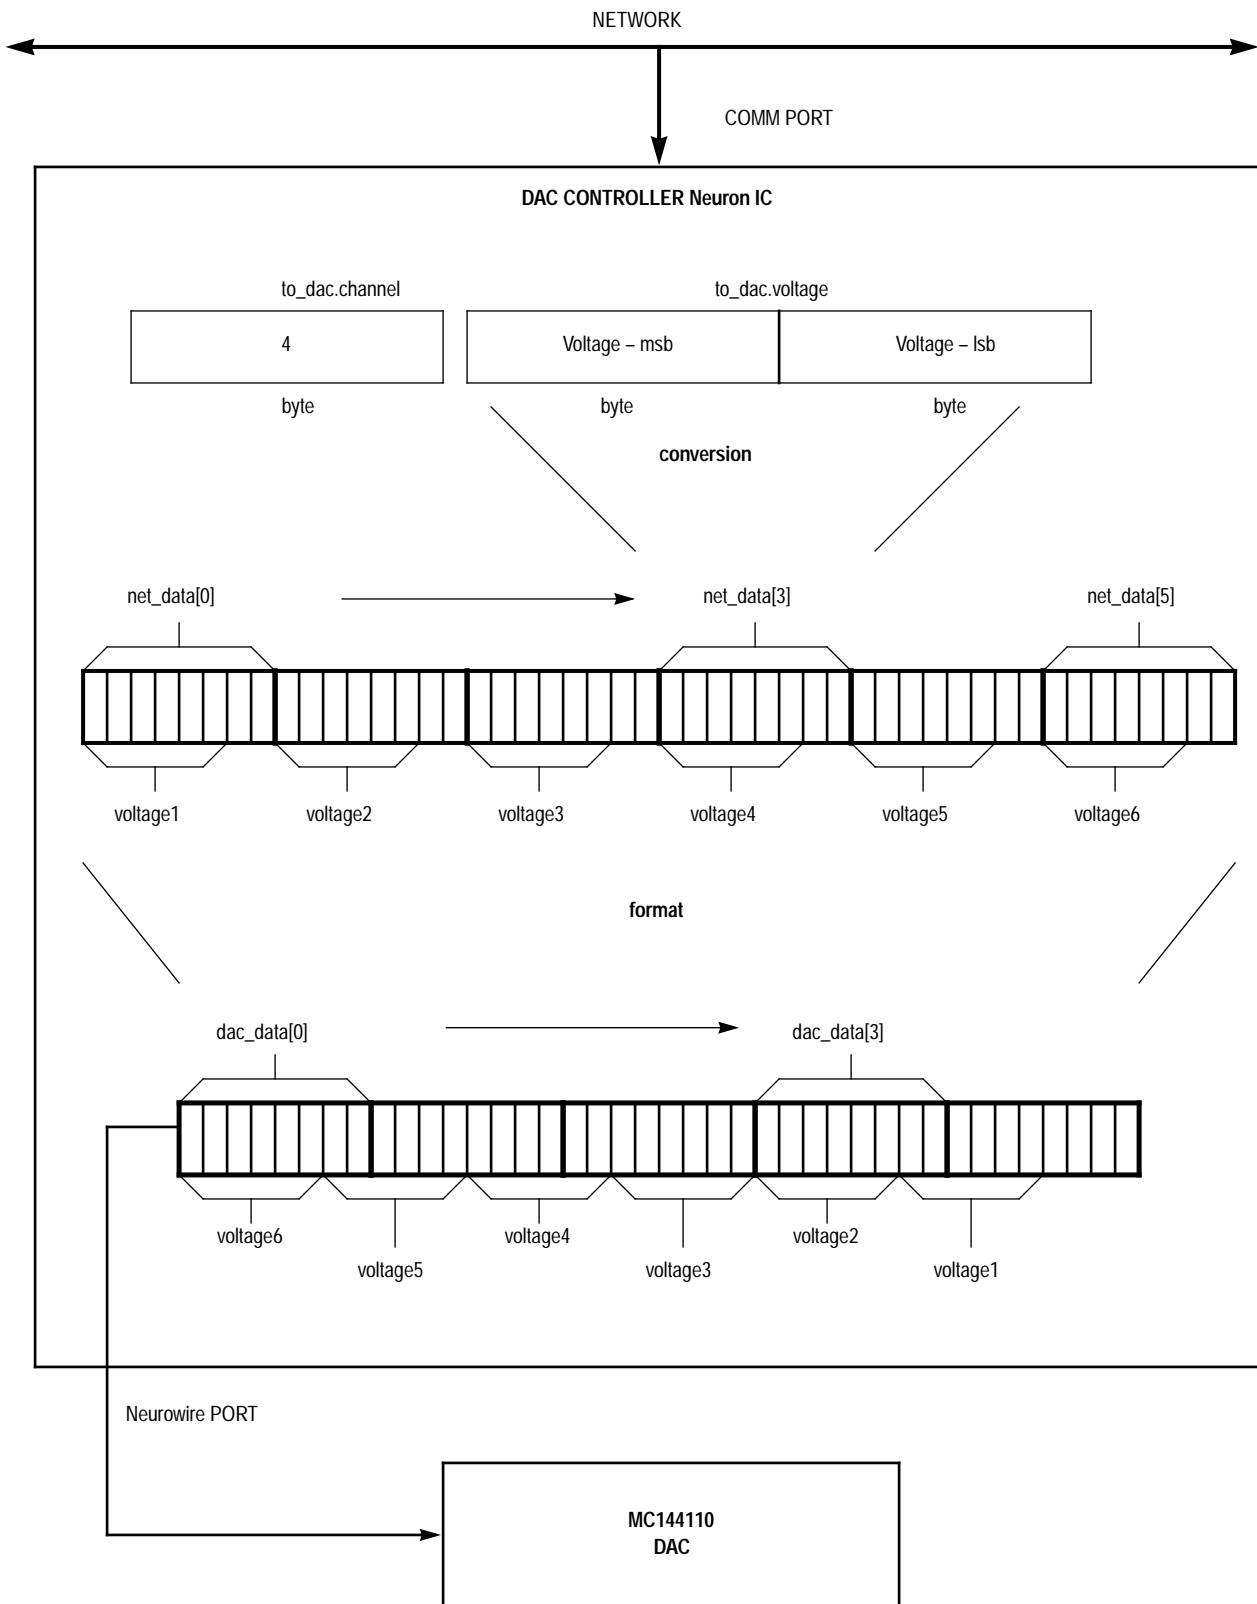 NETWORK
COMM PORT
DAC CONTROLLER Neuron IC
to_dac.channel
to_dac.voltage
4
Voltage – msb
Voltage – lsb
byte
byte
byte
conversion
net_data[0]
net_data[3]
net_data[5]
voltage1
voltage2
voltage3
voltage4
voltage5
voltage6
format
dac_data[0]
dac_data[3]
voltage6
voltage5
voltage4
voltage3
voltage2
voltage1
Neurowire PORT
MC144110
DAC